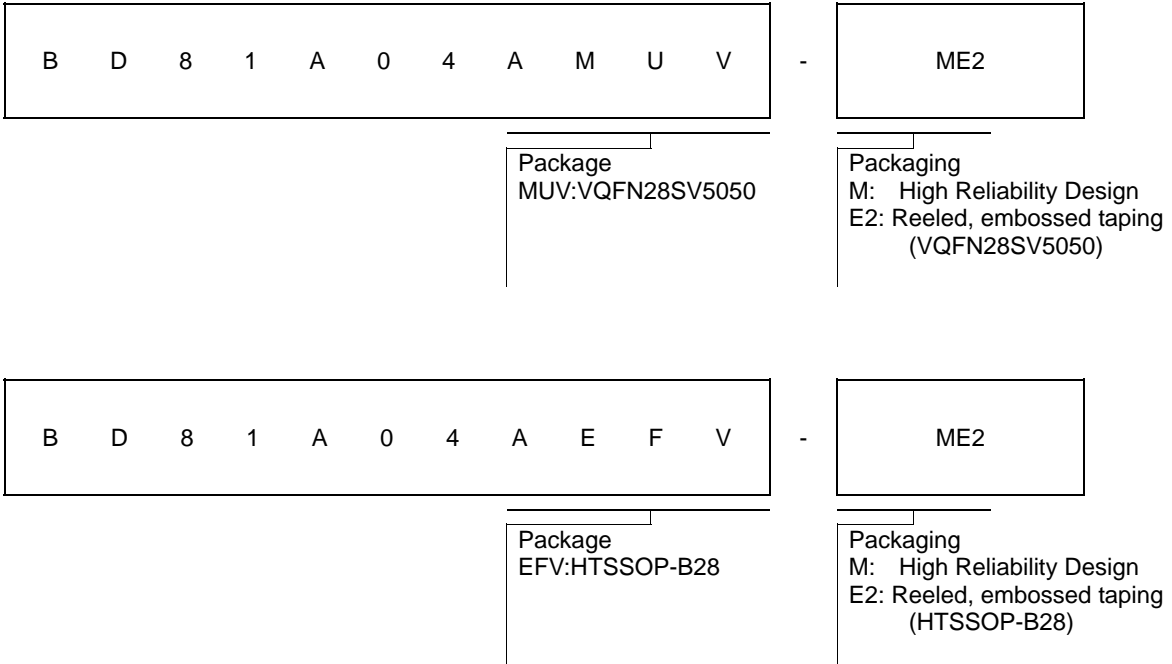 B D 8 1 A 0 4 A M U V - ME2
Package
MUV:VQFN28SV5050
Packaging
M: High Reliability Design
E2: Reeled, embossed taping
(VQFN28SV5050)
B D 8 1 A 0 4 A E F V - ME2
Package
EFV:HTSSOP-B28
Packaging
M: High Reliability Design
E2: Reeled, embossed taping
(HTSSOP-B28)